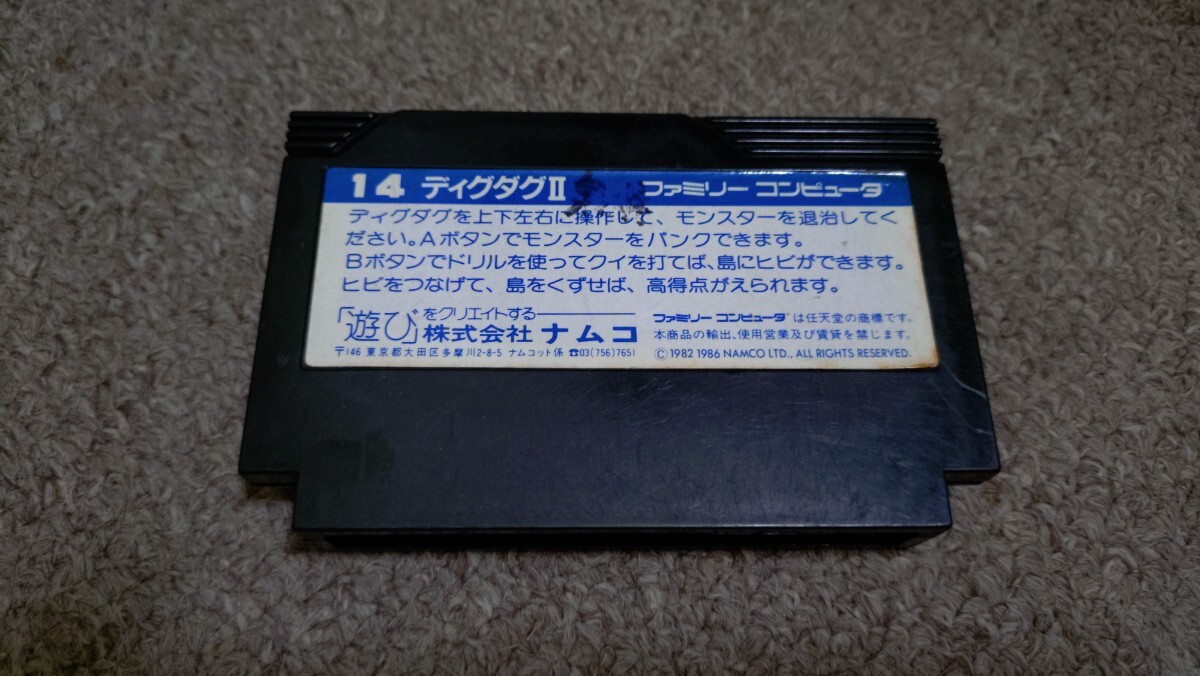 14 ディグダグII ファミリー コンピュータ™
ディグダグを上下左右に操作して、モンスターを退治してく
ださい。Aボタンでモンスターをパンクできます。
Bボタンでドリルを使ってクイを打てば、島にヒビができます。
ヒビをつなげて、島をくずせば、高得点がえられます。
「遊び」をクリエイトする
株式会社 ナムコ
〒146 東京都大田区多摩川2-8-5 ナムコット係 ☎03(756)7651
ファミリー コンピュータ™は任天堂の商標です。
本商品の輸出、使用営業及び賃貸を禁じます。
Ⓒ 1982 1986 NAMCO LTD., ALL RIGHTS RESERVED.